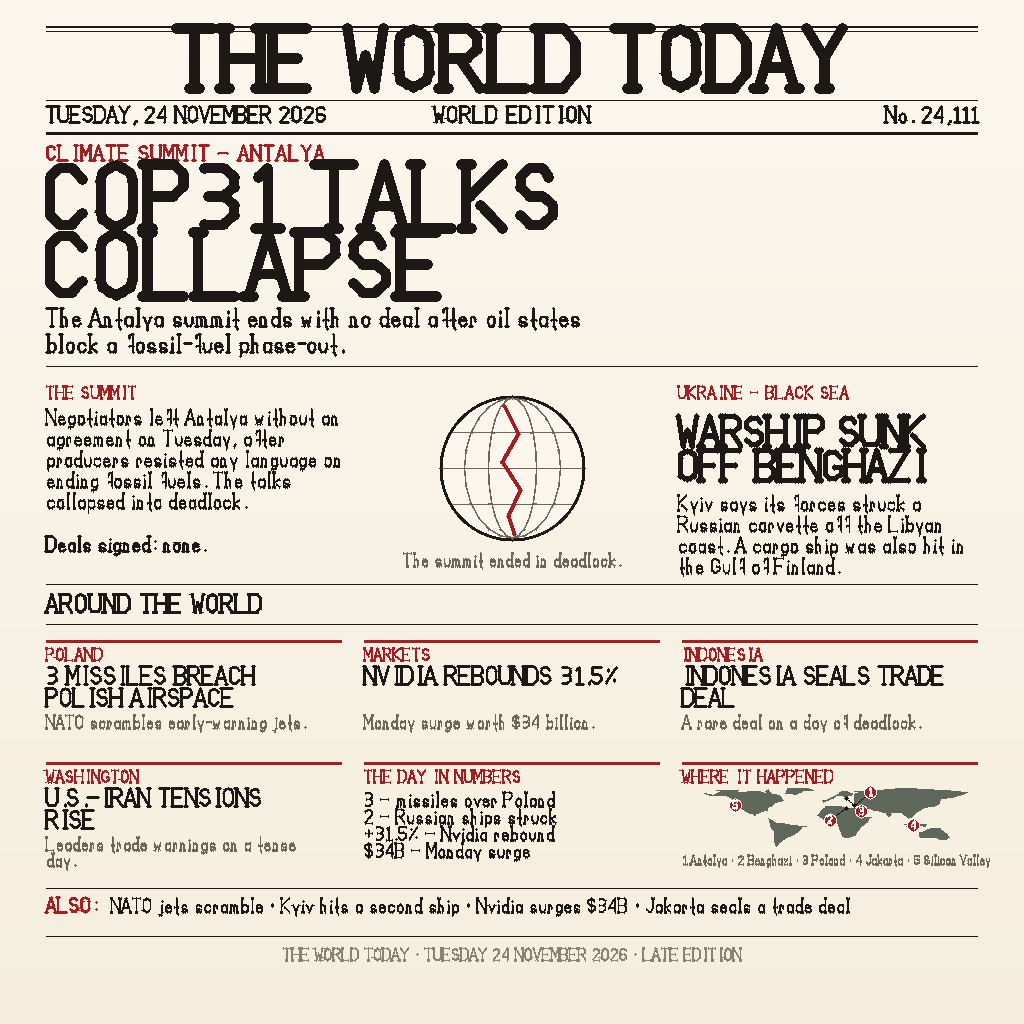 THE WORLD TODAY
TUESDAY, 24 NOVEMBER 2026
WORLD EDITION
No. 24,111
CLIMATE SUMMIT – ANTALYA
COP31 TALKS
COLLAPSE
The Antalya summit ends with no deal after oil states
block a fossil-fuel phase-out.
THE SUMMIT
Negotiators left Antalya without an
agreement on Tuesday, after
producers resisted any language on
ending fossil fuels. The talks
collapsed into deadlock.
Deals signed: none.
The summit ended in deadlock.
UKRAINE – BLACK SEA
WARSHIP SUNK
OFF BENGHAZI
Kyiv says its forces struck a
Russian corvette off the Libyan
coast. A cargo ship was also hit in
the Gulf of Finland.
AROUND THE WORLD
POLAND
3 MISSILES BREACH
POLISH AIRSPACE
NATO scrambles early-warning jets.
MARKETS
NVIDIA REBOUNDS 31.5%
Monday surge worth $34 billion.
INDONESIA
INDONESIA SEALS TRADE
DEAL
A rare deal on a day of deadlock.
WASHINGTON
U.S.–IRAN TENSIONS
RISE
Leaders trade warnings on a tense
day.
THE DAY IN NUMBERS
3 – missiles over Poland
2 – Russian ships struck
+31.5% – Nvidia rebound
$34B – Monday surge
WHERE IT HAPPENED
5
1
2
3
4
1 Antalya · 2 Benghazi · 3 Poland · 4 Jakarta · 5 Silicon Valley
ALSO: NATO jets scramble · Kyiv hits a second ship · Nvidia surges $34B · Jakarta seals a trade deal
THE WORLD TODAY · TUESDAY 24 NOVEMBER 2026 · LATE EDITION